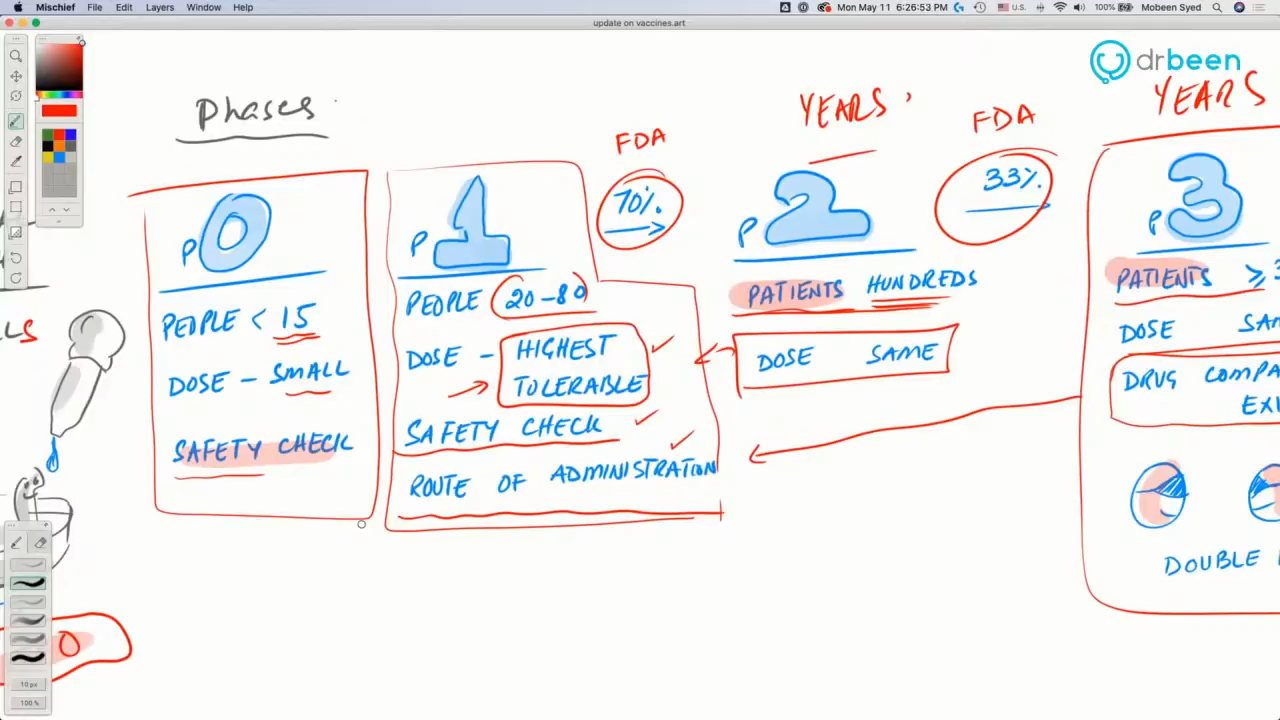 Mischief File Edit Layers Window Help
U.S. 100% Mon May 11 6:26:53 PM Mobeen Syed
update on vaccines.art
drbeen
Phases
P 0
PEOPLE < 15
DOSE - SMALL
SAFETY CHECK
P 1
PEOPLE 20-80
DOSE - HIGHEST
TOLERABLE
SAFETY CHECK
ROUTE OF ADMINISTRATION
FDA
70%
YEARS
P 2
PATIENTS HUNDREDS
DOSE SAME
FDA
33%
YEARS
P 3
PATIENTS ≥
DOSE
DRUG
DOUBLE
10 px
100 %